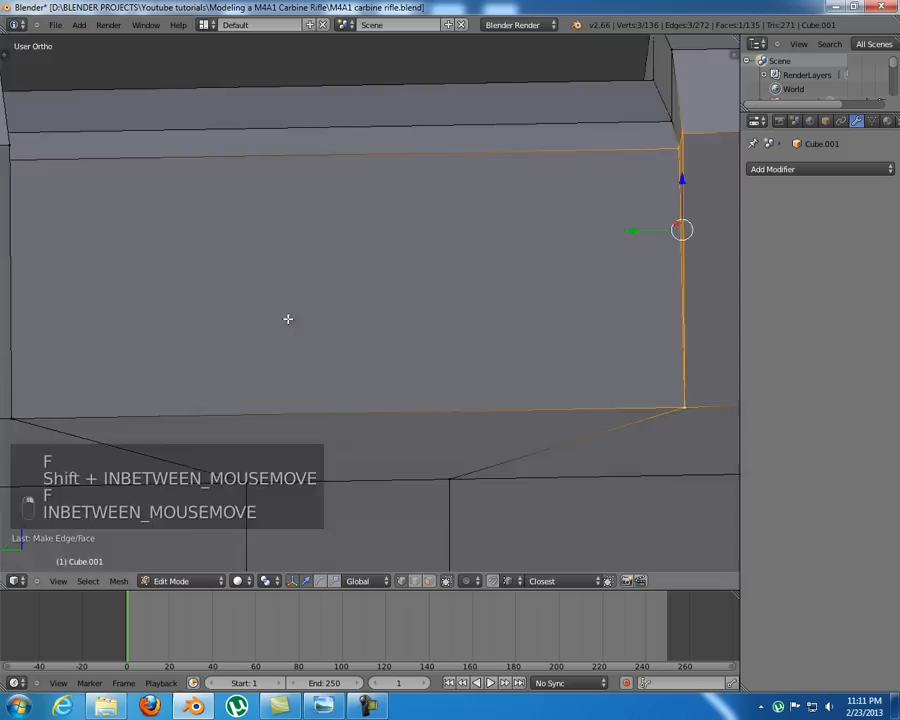 Blender* [D:\BLENDER PROJECTS\Youtube tutorials\Modeling a M4A1 Carbine Rifle\M4A1 carbine rifle.blend]
File Add Render Window Help Default Scene Blender Render v2.66 | Verts:3/136 | Edges:3/272 | Faces:1/135 | Tris:271 | Cube.001
User Ortho
View Search All Scenes
Scene
RenderLayers
World
Cube.001
Add Modifier
F
Shift + INBETWEEN_MOUSEMOVE
F
INBETWEEN_MOUSEMOVE
Last: Make Edge/Face
(1) Cube.001
View Select Mesh Edit Mode Global Closest
-40 -20 0 20 40 60 80 100 120 140 160 180 200 220 240 260
View Marker Frame Playback Start: 1 End: 250 1 No Sync
11:11 PM
2/23/2013